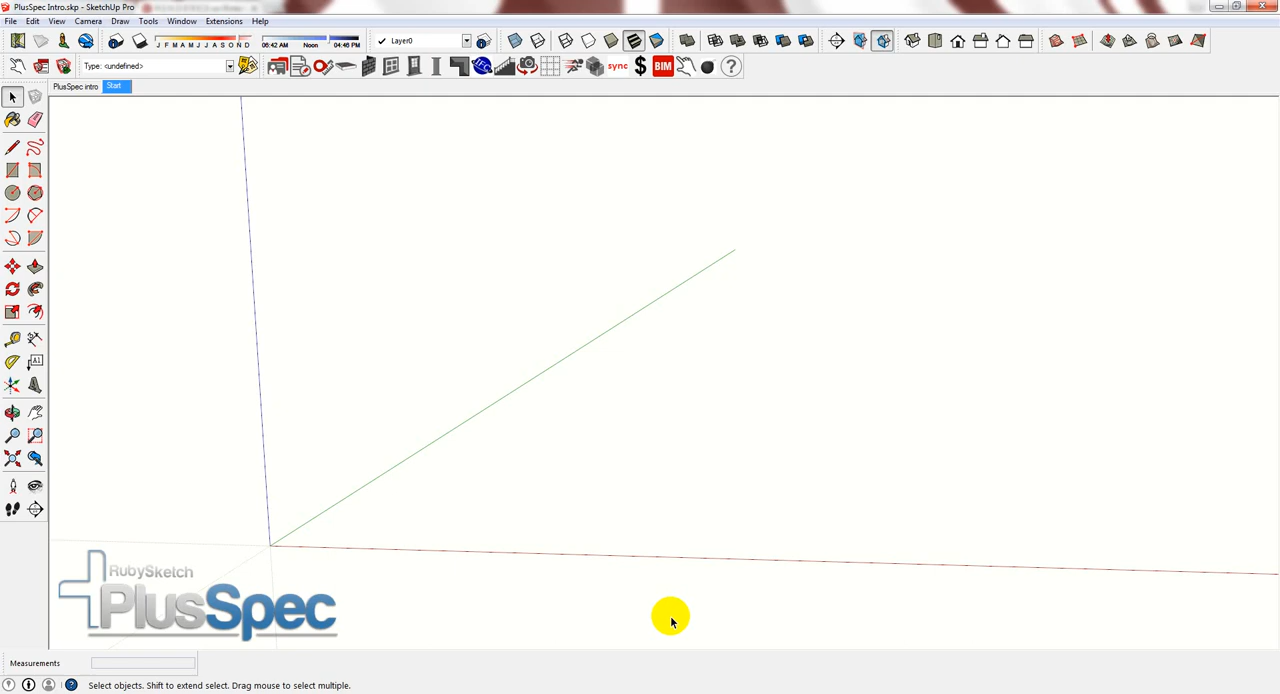 PlusSpec Intro.skp - SketchUp Pro
File Edit View Camera Draw Tools Window Extensions Help
J F M A M J J A S O N D 06:42 AM Noon 04:46 PM Layer0
Type: <undefined> sync $ BIM ?
PlusSpec intro Start
A1
RubySketch
PlusSpec
Measurements
Select objects. Shift to extend select. Drag mouse to select multiple.